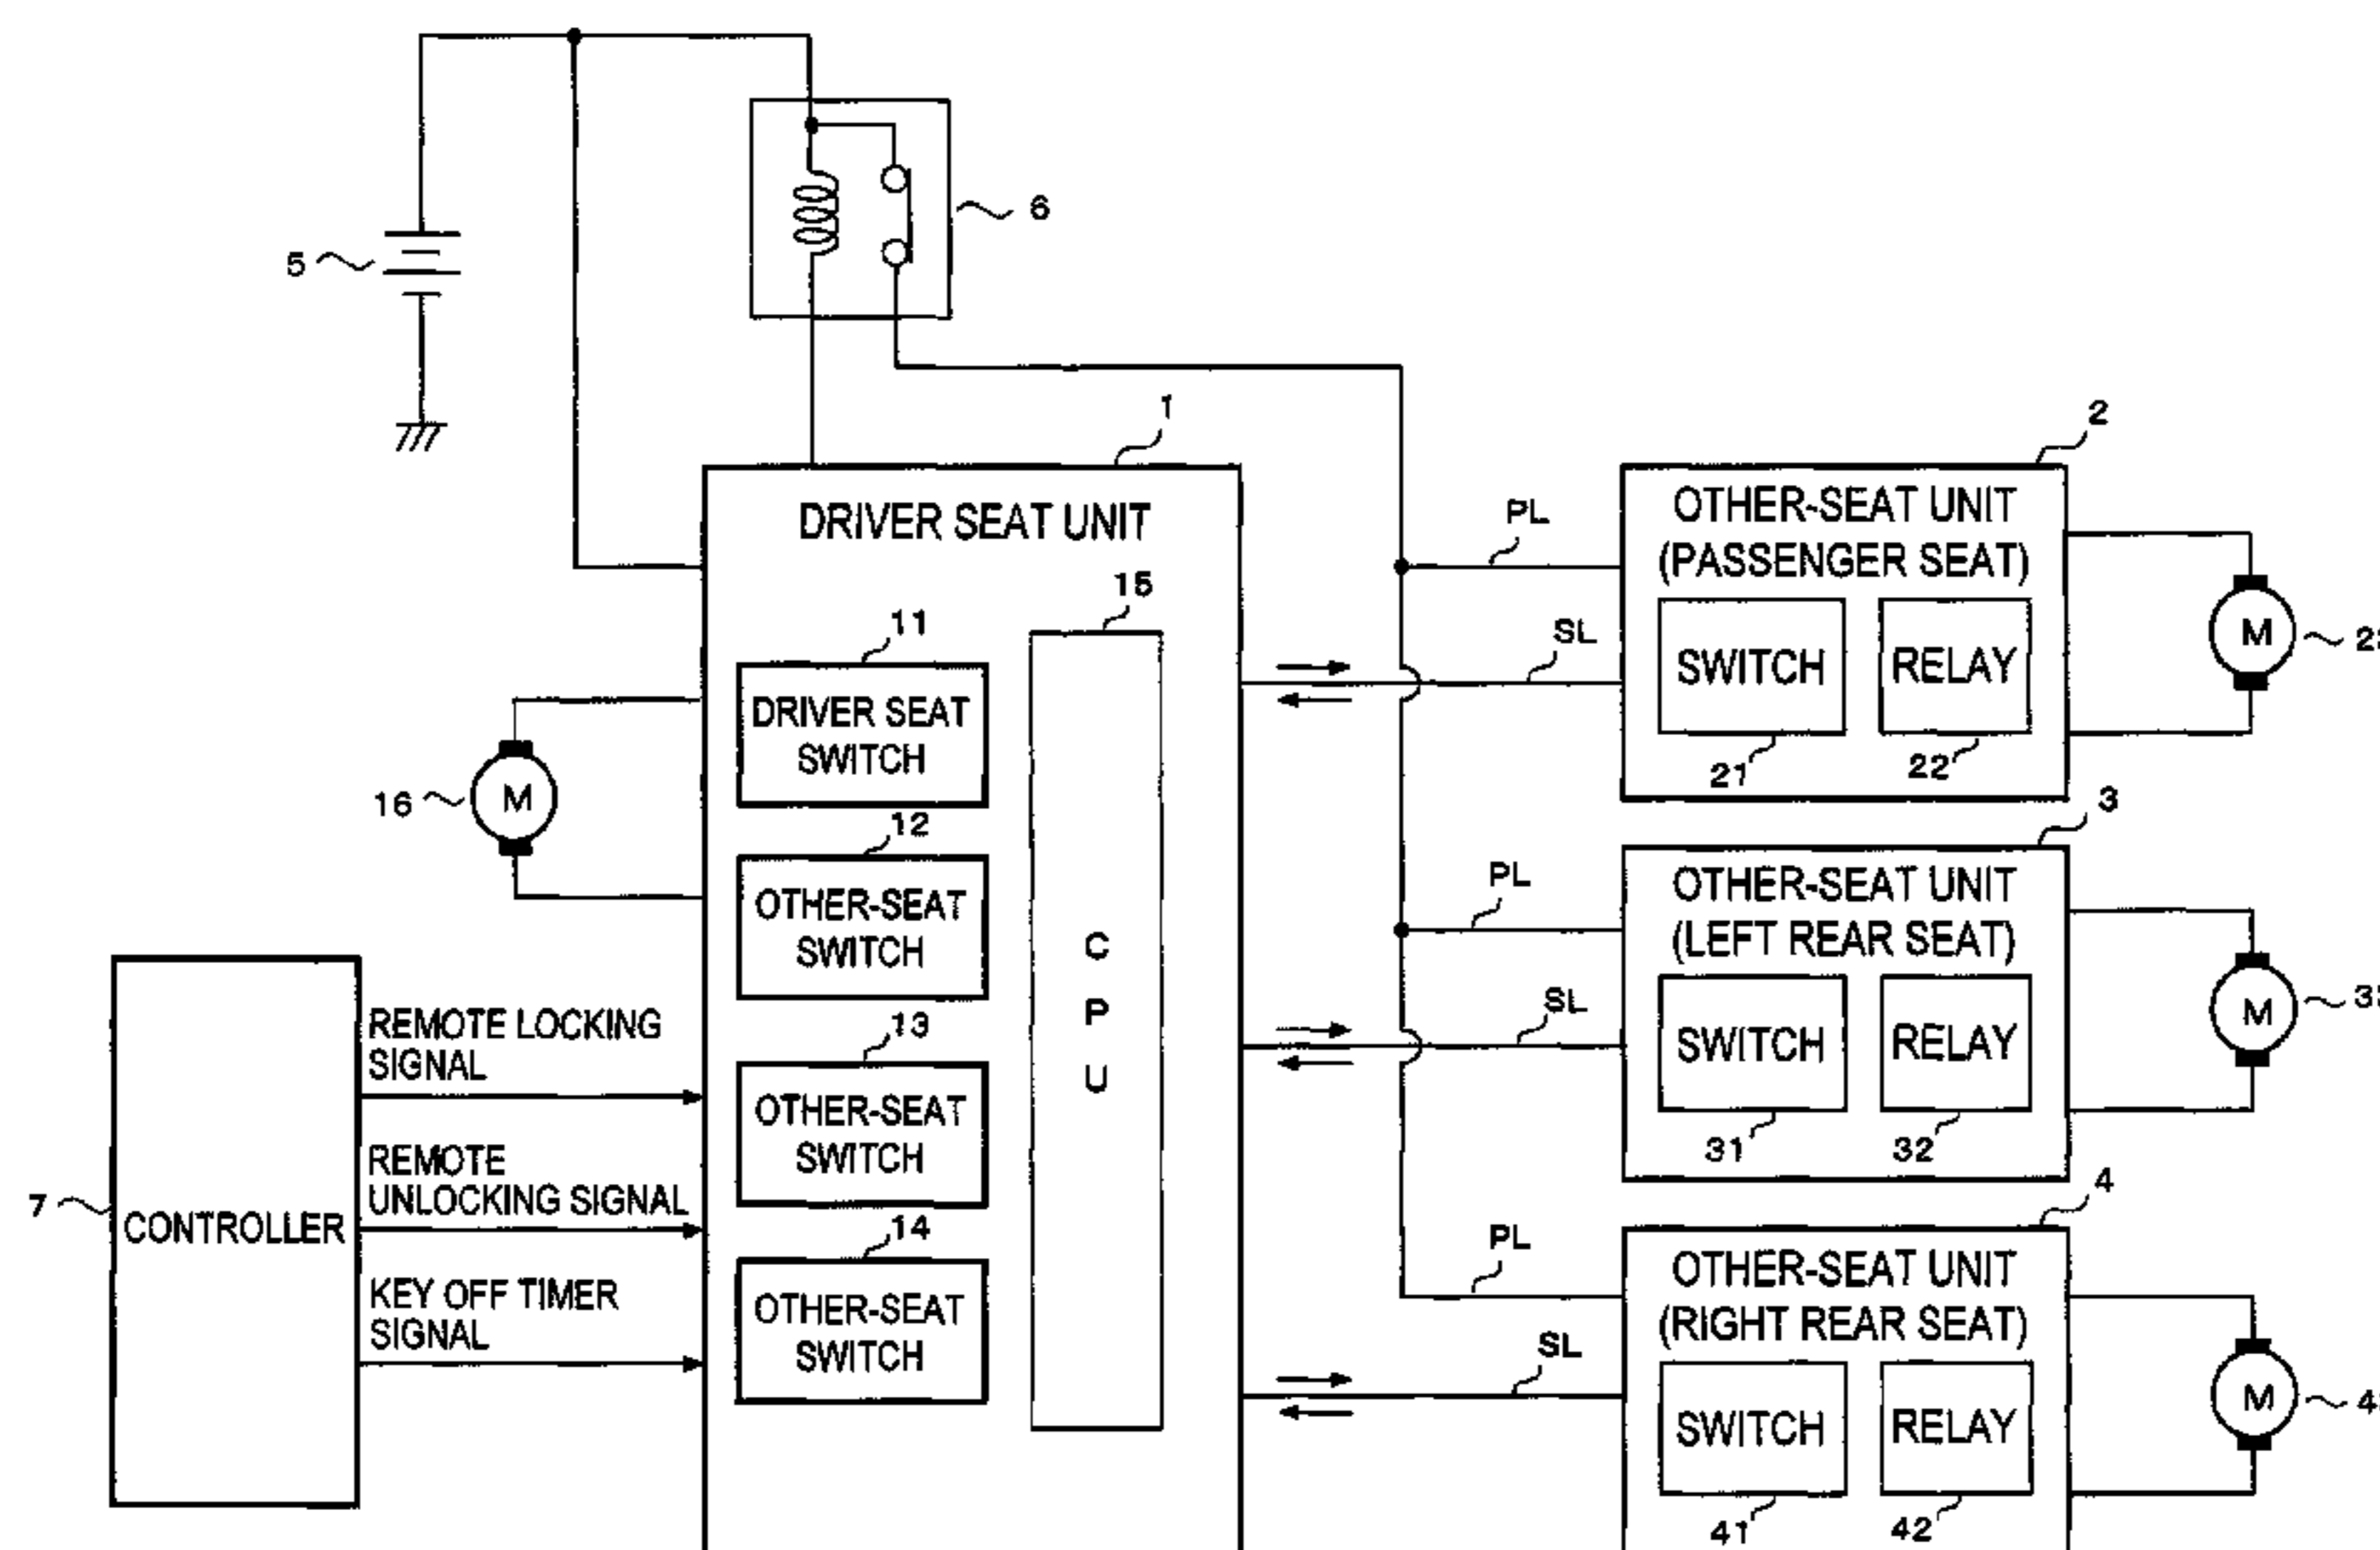 6
5
1
2
DRIVER SEAT UNIT
15
11
DRIVER SEAT
SWITCH
12
OTHER-SEAT
SWITCH
13
OTHER-SEAT
SWITCH
14
OTHER-SEAT
SWITCH
C
P
U
16
M
7
CONTROLLER
REMOTE LOCKING
SIGNAL
REMOTE
UNLOCKING SIGNAL
KEY OFF TIMER
SIGNAL
PL
SL
OTHER-SEAT UNIT
(PASSENGER SEAT)
SWITCH
RELAY
21
22
M
3
PL
SL
OTHER-SEAT UNIT
(LEFT REAR SEAT)
SWITCH
RELAY
31
32
M
4
PL
SL
OTHER-SEAT UNIT
(RIGHT REAR SEAT)
SWITCH
RELAY
41
42
M